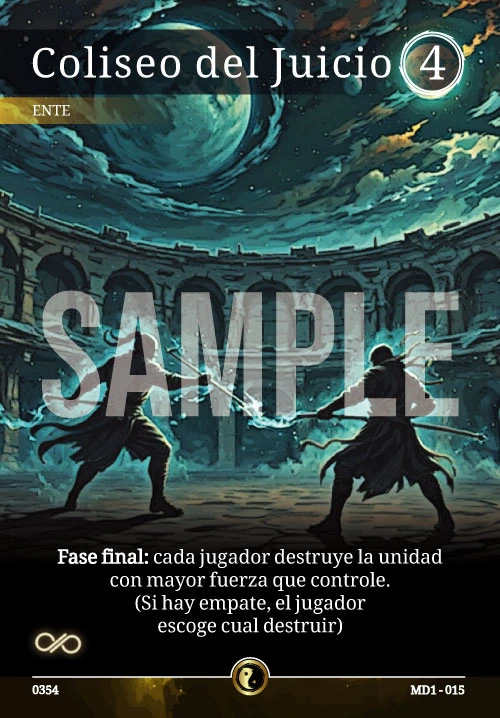 Coliseo del Juicio 4
ENTE
SAMPLE
Fase final: cada jugador destruye la unidad
con mayor fuerza que controle.
(Si hay empate, el jugador
escoge cual destruir)
0354 MD1 - 015